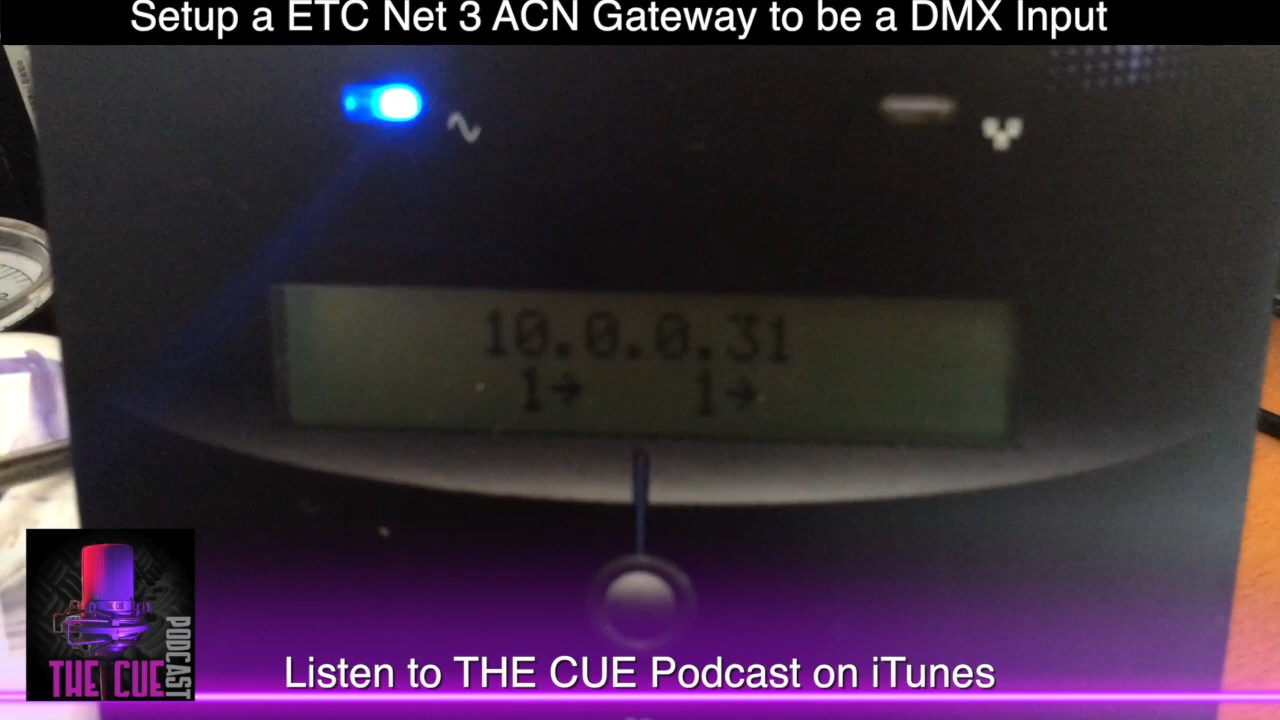 Setup a ETC Net 3 ACN Gateway to be a DMX Input
10.0.0.31
1→ 1→
THE CUE
PODCAST
Listen to THE CUE Podcast on iTunes